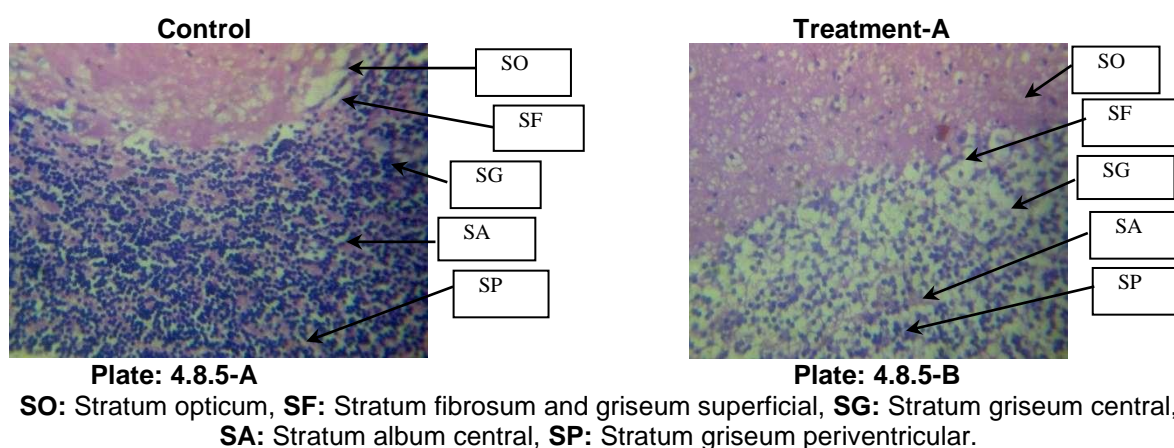 Control
Treatment-A
SO
SF
SG
SA
SP
SO
SF
SG
SA
SP
Plate: 4.8.5-A
Plate: 4.8.5-B
SO: Stratum opticum, SF: Stratum fibrosum and griseum superficial, SG: Stratum griseum central,
SA: Stratum album central, SP: Stratum griseum periventricular.